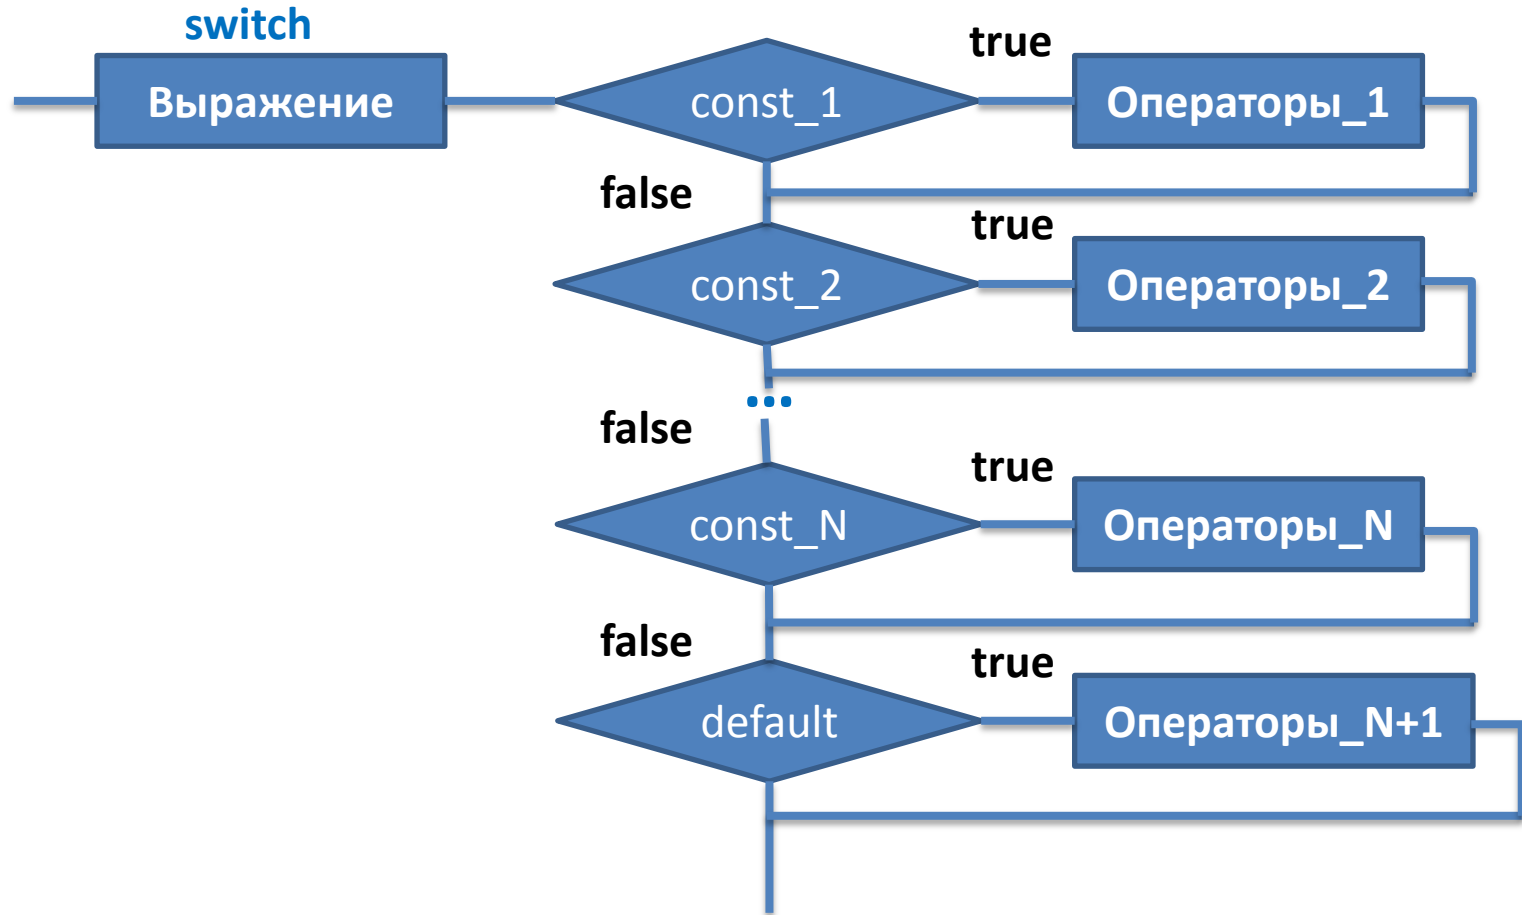 switch
Выражение
const_1
true
Операторы_1
false
const_2
true
Операторы_2
...
false
const_N
true
Операторы_N
false
default
true
Операторы_N+1